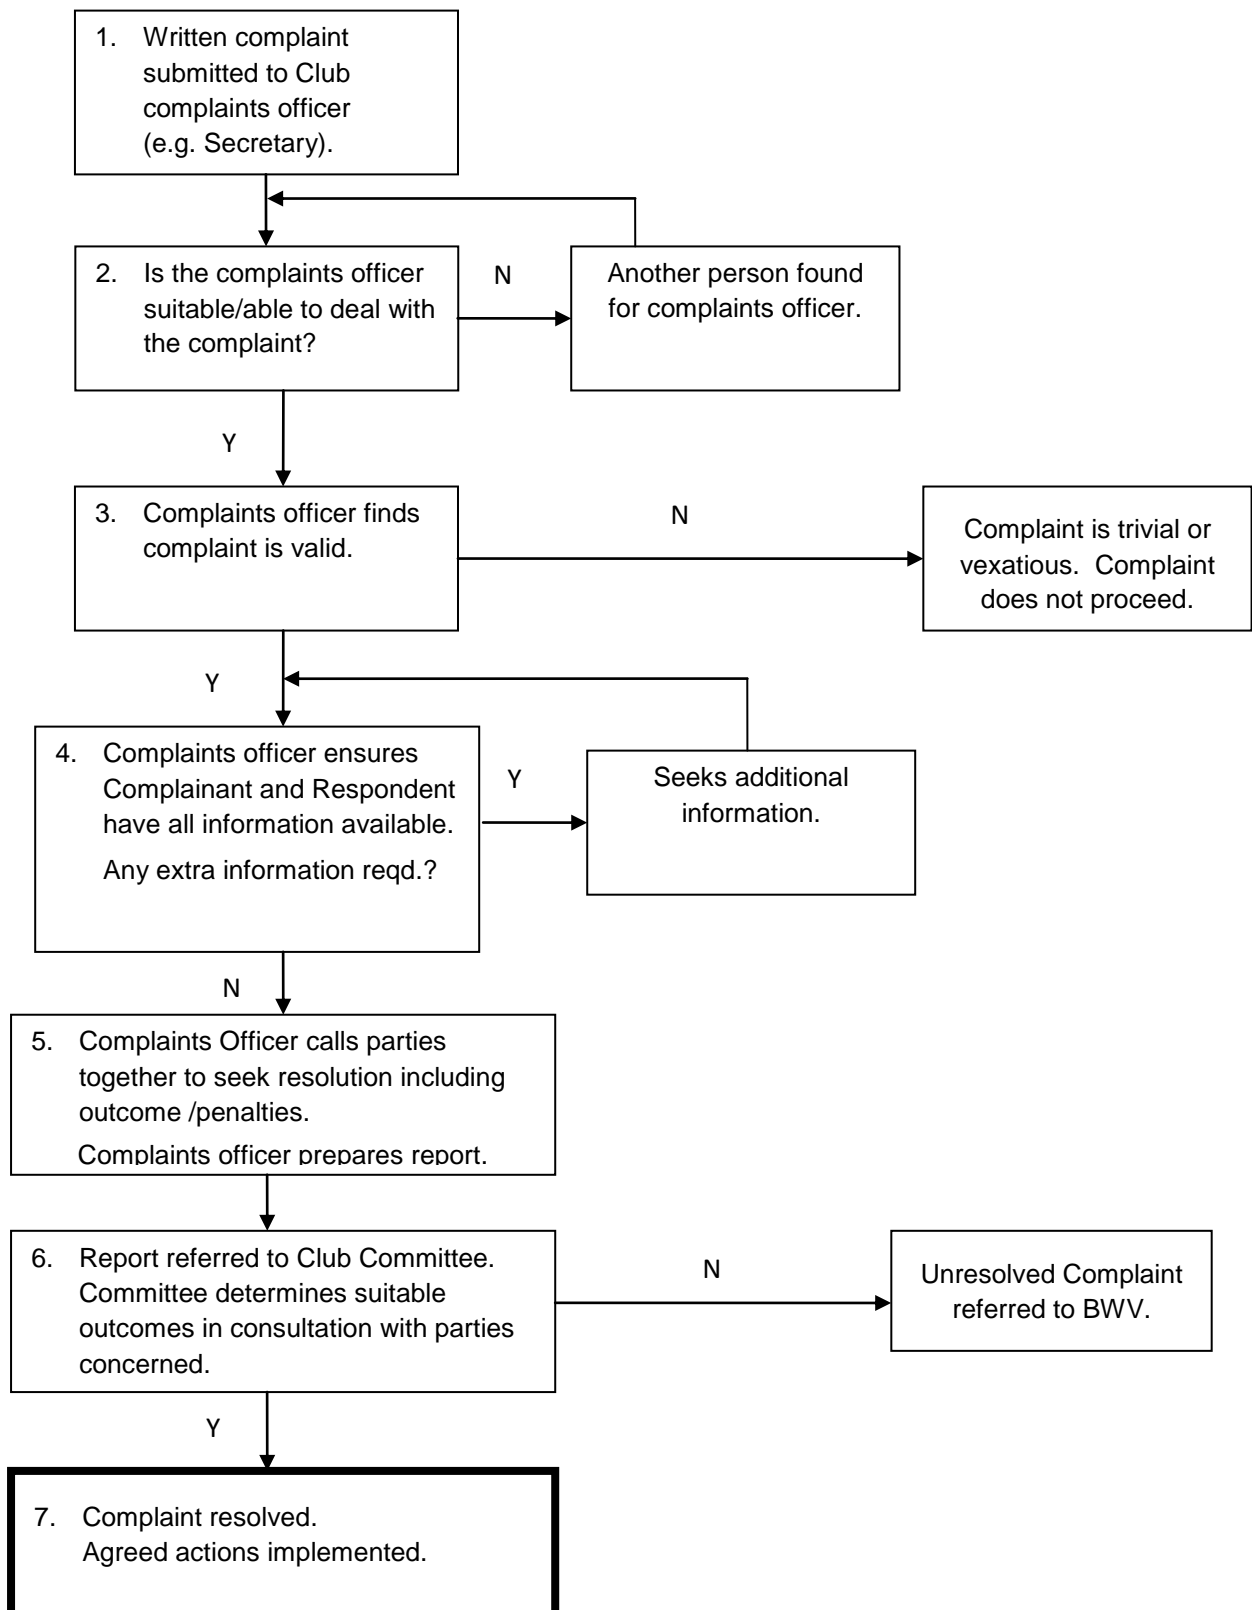 1. Written complaint
submitted to Club
complaints officer
(e.g. Secretary).
2. Is the complaints officer
suitable/able to deal with
the complaint?
N
Another person found
for complaints officer.
Y
3. Complaints officer finds
complaint is valid.
N
Complaint is trivial or
vexatious. Complaint
does not proceed.
Y
4. Complaints officer ensures
Complainant and Respondent
have all information available.
Any extra information reqd.?
Y
Seeks additional
information.
N
5. Complaints Officer calls parties
together to seek resolution including
outcome /penalties.
Complaints officer prepares report.
6. Report referred to Club Committee.
Committee determines suitable
outcomes in consultation with parties
concerned.
N
Unresolved Complaint
referred to BWV.
Y
7. Complaint resolved.
Agreed actions implemented.